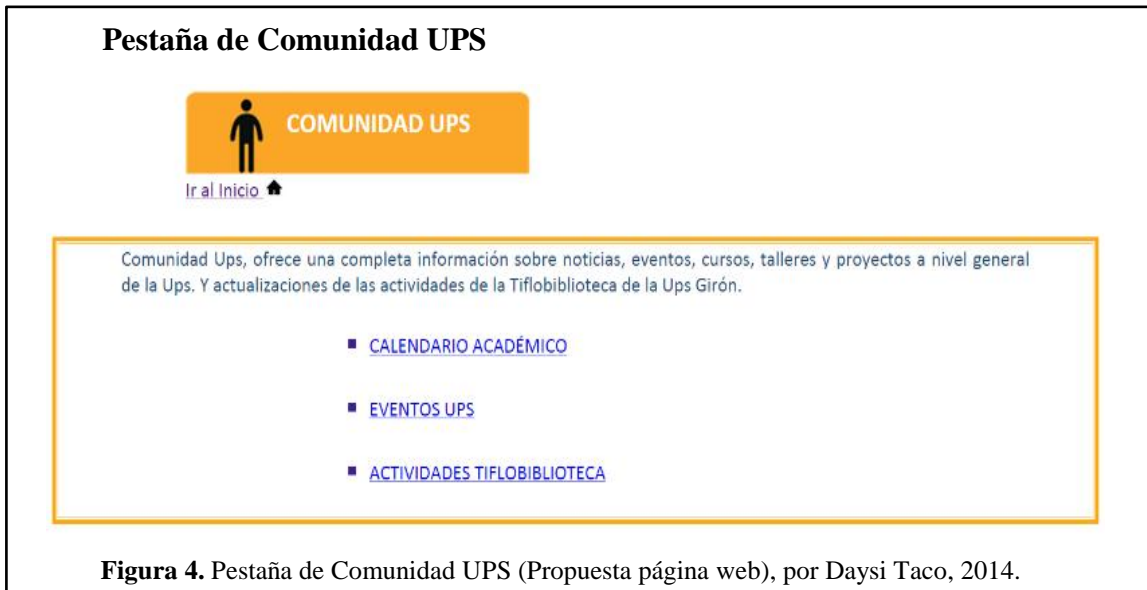 Pestaña de Comunidad UPS
COMUNIDAD UPS
Ir al Inicio
Comunidad Ups, ofrece una completa información sobre noticias, eventos, cursos, talleres y proyectos a nivel general
de la Ups. Y actualizaciones de las actividades de la Tiflobiblioteca de la Ups Girón.
CALENDARIO ACADÉMICO
EVENTOS UPS
ACTIVIDADES TIFLOBIBLIOTECA
Figura 4. Pestaña de Comunidad UPS (Propuesta página web), por Daysi Taco, 2014.